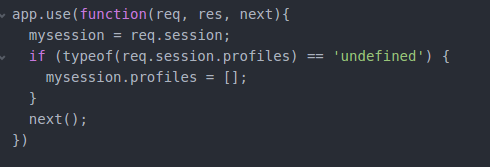 app.use(function(req, res, next){
  mysession = req.session;
  if (typeof(req.session.profiles) == 'undefined') {
    mysession.profiles = [];
  }
  next();
})